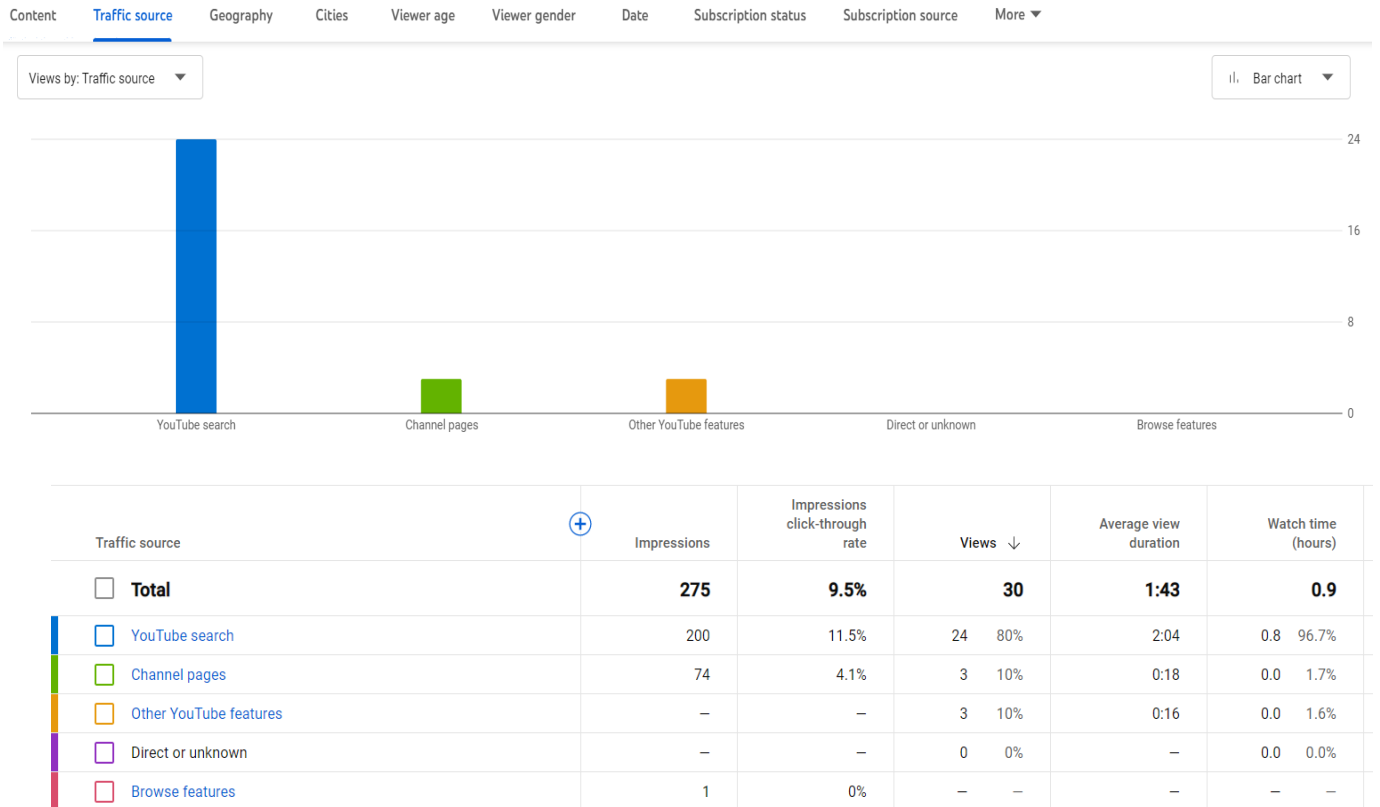 Content Traffic source Geography Cities Viewer age Viewer gender Date Subscription status Subscription source More
Views by: Traffic source Bar chart
24
16
8
0
YouTube search Channel pages Other YouTube features Direct or unknown Browse features
Traffic source Impressions Impressions click-through rate Views Average view duration Watch time (hours)
Total 275 9.5% 30 1:43 0.9
YouTube search 200 11.5% 24 80% 2:04 0.8 96.7%
Channel pages 74 4.1% 3 10% 0:18 0.0 1.7%
Other YouTube features – – 3 10% 0:16 0.0 1.6%
Direct or unknown – – 0 0% – 0.0 0.0%
Browse features 1 0% – – – – –